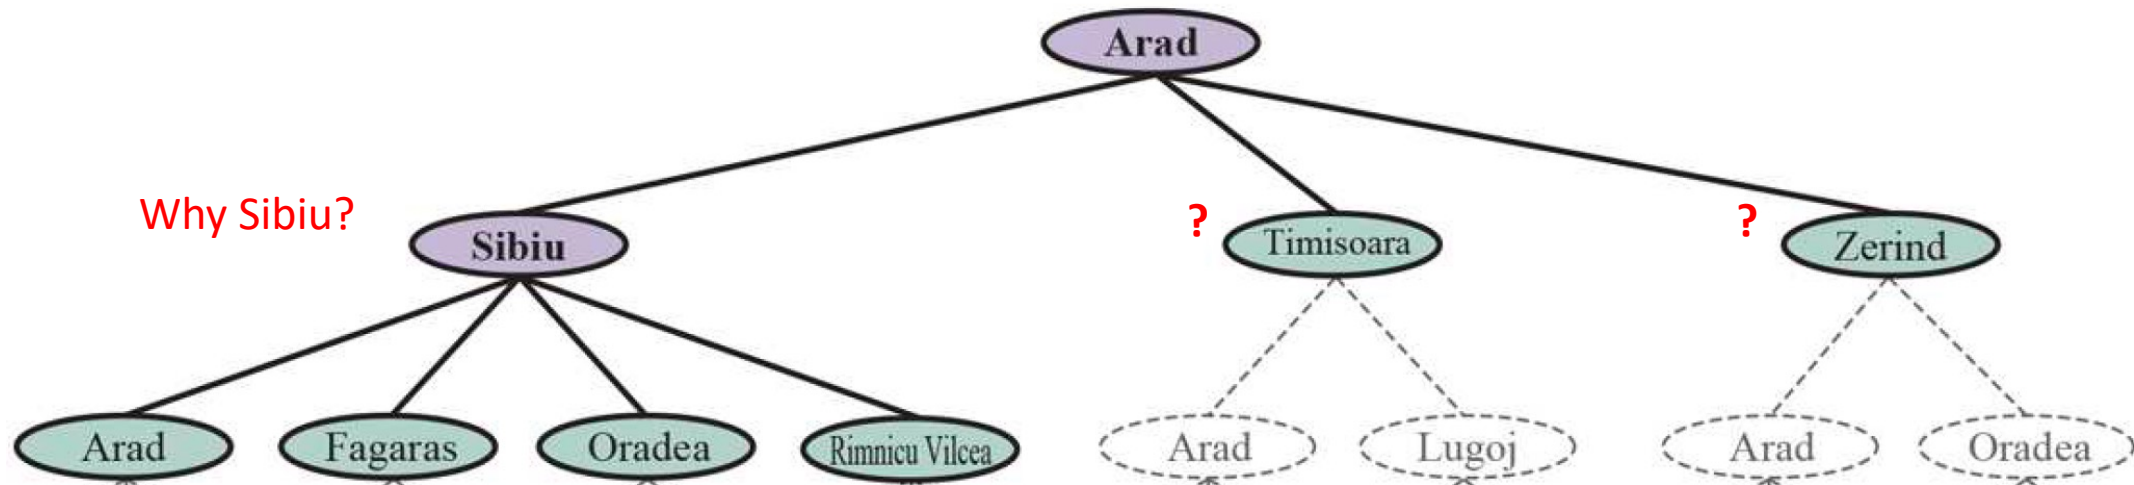 Arad
Why Sibiu?
Sibiu
?
Timisoara
?
Zerind
Arad
Fagaras
Oradea
Rimnicu Vilcea
Arad
Lugoj
Arad
Oradea